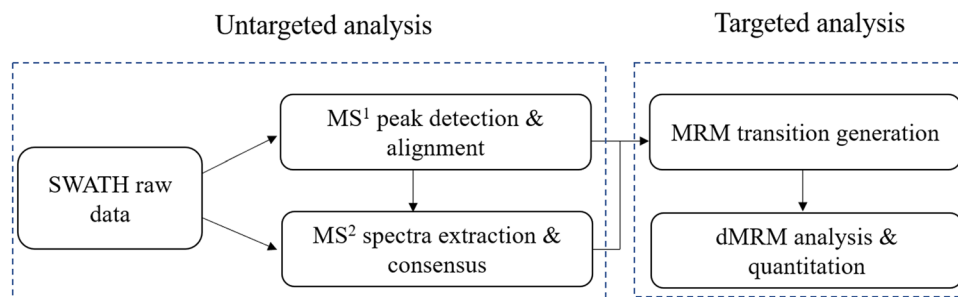 Untargeted analysis
Targeted analysis
SWATH raw
data
MS¹ peak detection &
alignment
MS² spectra extraction &
consensus
MRM transition generation
dMRM analysis &
quantitation